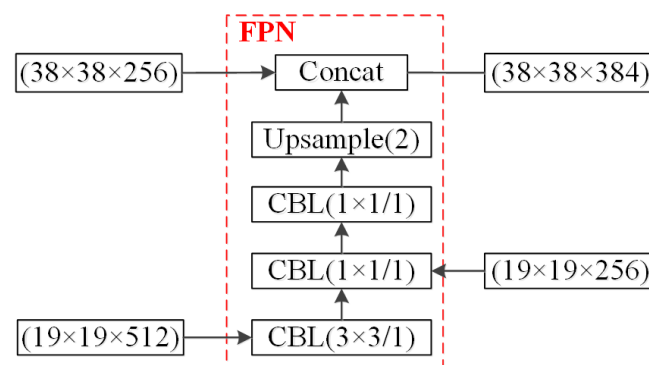 FPN
(38×38×256)
Concat
(38×38×384)
Upsample(2)
CBL(1×1/1)
CBL(1×1/1)
(19×19×256)
(19×19×512)
CBL(3×3/1)